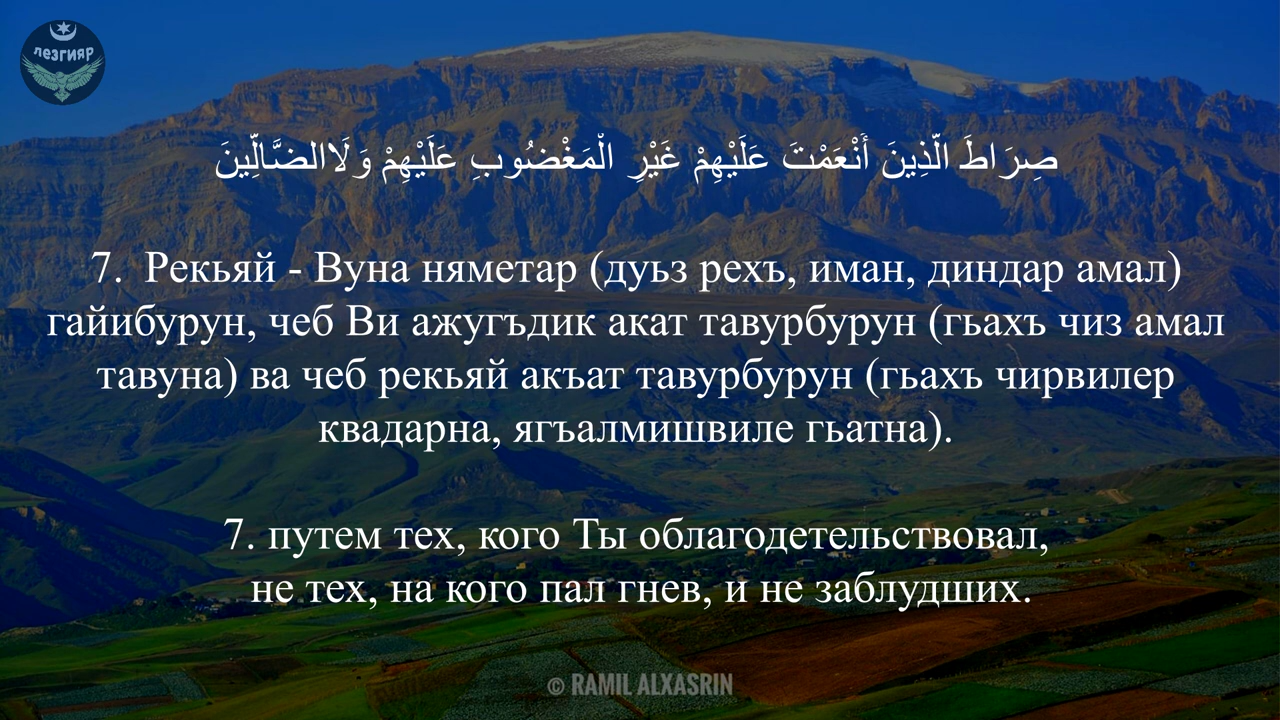 лезгияр
صِرَاطَ الَّذِينَ أَنْعَمْتَ عَلَيْهِمْ غَيْرِ الْمَغْضُوبِ عَلَيْهِمْ وَلَاالضَّالِّينَ
7. Рекьяй - Вуна няметар (дуьз рехъ, иман, диндар амал)
гайибурун, чеб Ви ажугъдик акат тавурбурун (гьахъ чиз амал
тавуна) ва чеб рекьяй акъат тавурбурун (гьахъ чирвилер
квадарна, ягъалмишвиле гьатна).
7. путем тех, кого Ты облагодетельствовал,
не тех, на кого пал гнев, и не заблудших.
© RAMIL ALXASRIN